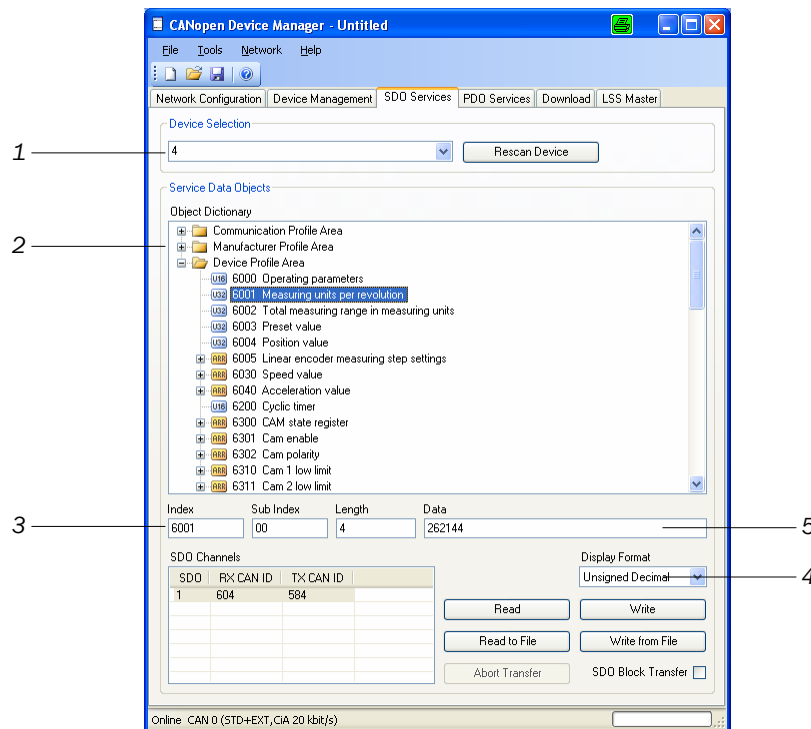 CANopen Device Manager - Untitled
File Tools Network Help
Network Configuration Device Management SDO Services PDO Services Download LSS Master
Device Selection
1
4
Rescan Device
Service Data Objects
Object Dictionary
2
Communication Profile Area
Manufacturer Profile Area
Device Profile Area
U16 6000 Operating parameters
U32 6001 Measuring units per revolution
U32 6002 Total measuring range in measuring units
U32 6003 Preset value
U32 6004 Position value
ARR 6005 Linear encoder measuring step settings
ARR 6030 Speed value
ARR 6040 Acceleration value
U16 6200 Cyclic timer
ARR 6300 CAM state register
ARR 6301 Cam enable
ARR 6302 Cam polarity
ARR 6310 Cam 1 low limit
ARR 6311 Cam 2 low limit
Index Sub Index Length Data
3
6001 00 4 262144
5
SDO Channels
Display Format
SDO RX CAN ID TX CAN ID
Unsigned Decimal
4
1 604 584
Read Write
Read to File Write from File
Abort Transfer SDO Block Transfer
Online CAN 0 (STD+EXT,CiA 20 kbit/s)